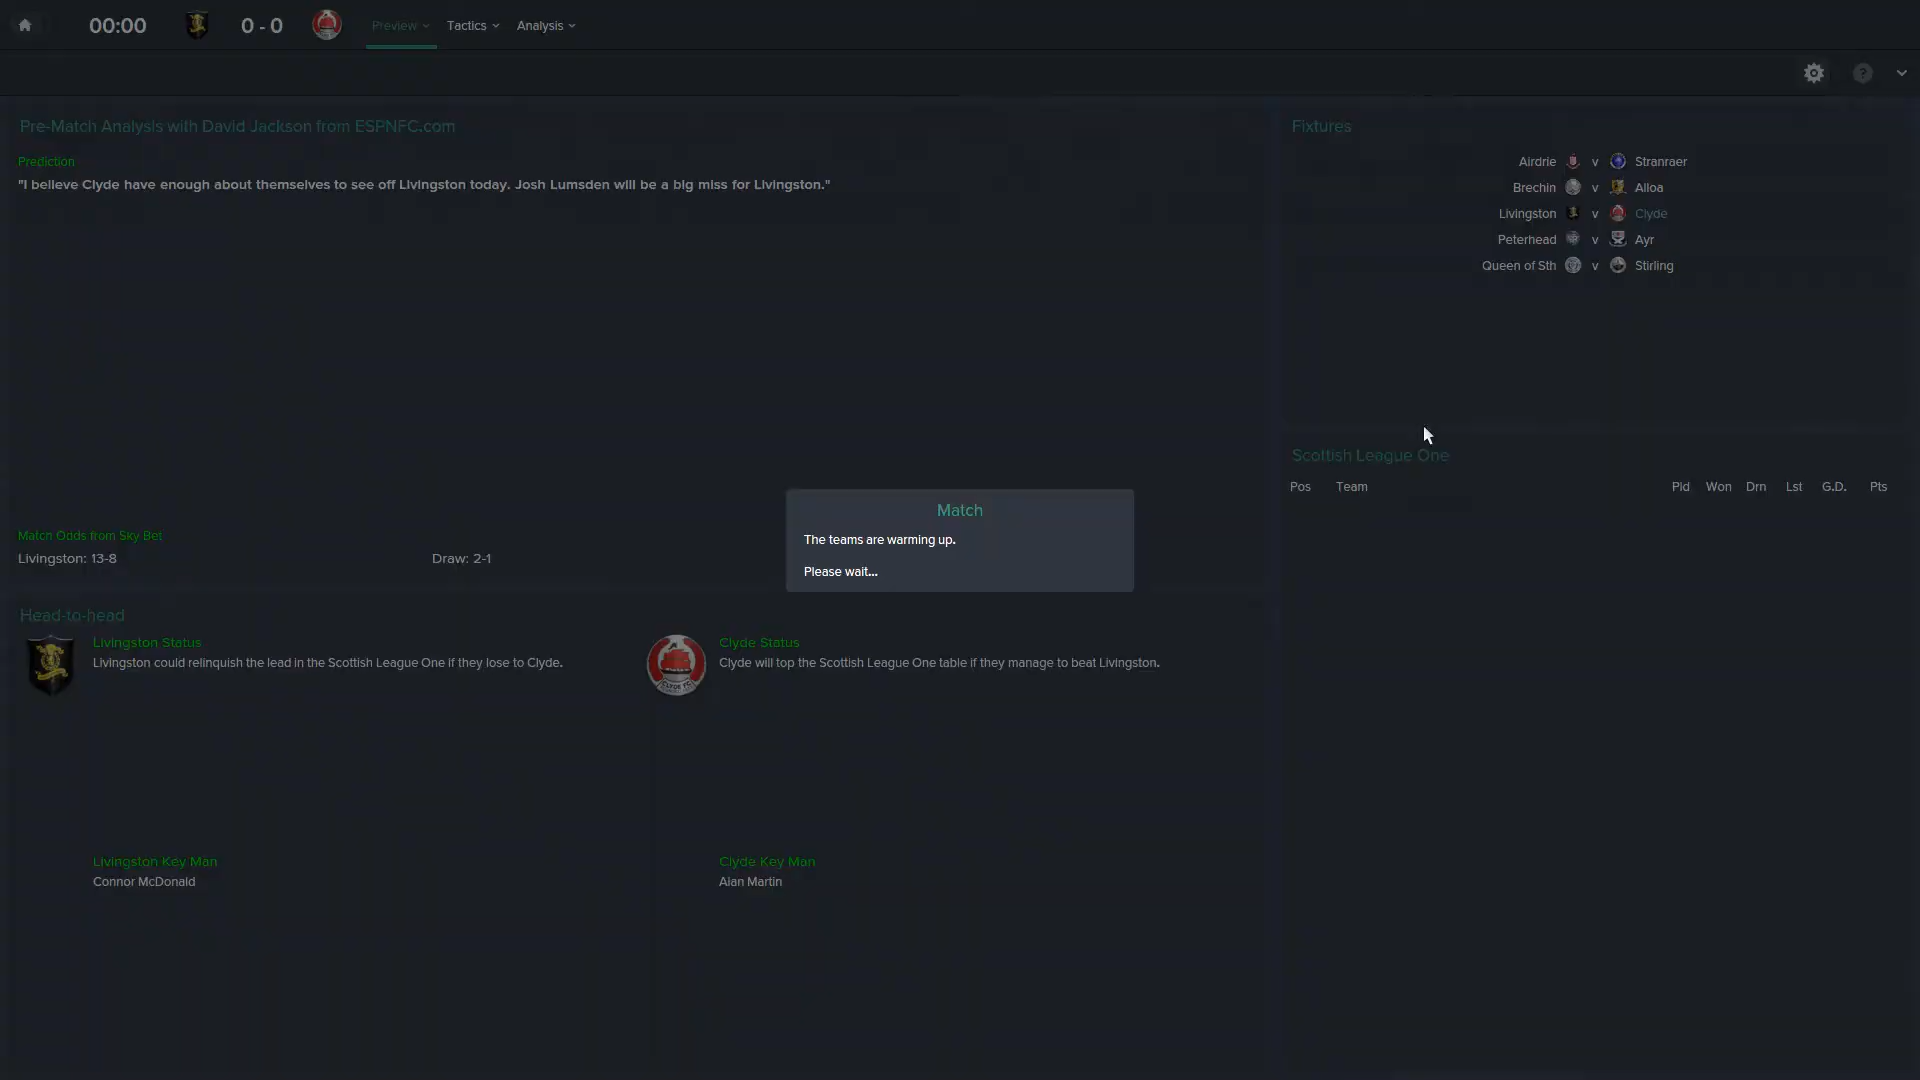 00:00
0 - 0
Preview
Tactics
Analysis
Pre-Match Analysis with David Jackson from ESPNFC.com
Prediction
"I believe Clyde have enough about themselves to see off Livingston today. Josh Lumsden will be a big miss for Livingston."
Match Odds from Sky Bet
Livingston: 13-8
Draw: 2-1
Fixtures
Airdrie v Stranraer
Brechin v Alloa
Livingston v Clyde
Peterhead v Ayr
Queen of Sth v Stirling
Scottish League One
Pos Team Pld Won Drn Lst G.D. Pts
Match
The teams are warming up.
Please wait...
Head-to-head
Livingston Status
Livingston could relinquish the lead in the Scottish League One if they lose to Clyde.
Clyde Status
Clyde will top the Scottish League One table if they manage to beat Livingston.
Livingston Key Man
Connor McDonald
Clyde Key Man
Alan Martin
CLYDE FC